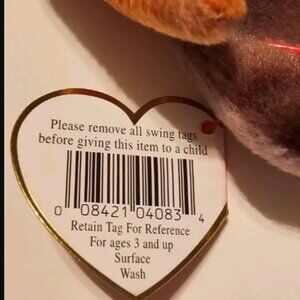 Please remove all swing tags
before giving this item to a child
0 08421 04083 4
Retain Tag For Reference
For ages 3 and up
Surface
Wash